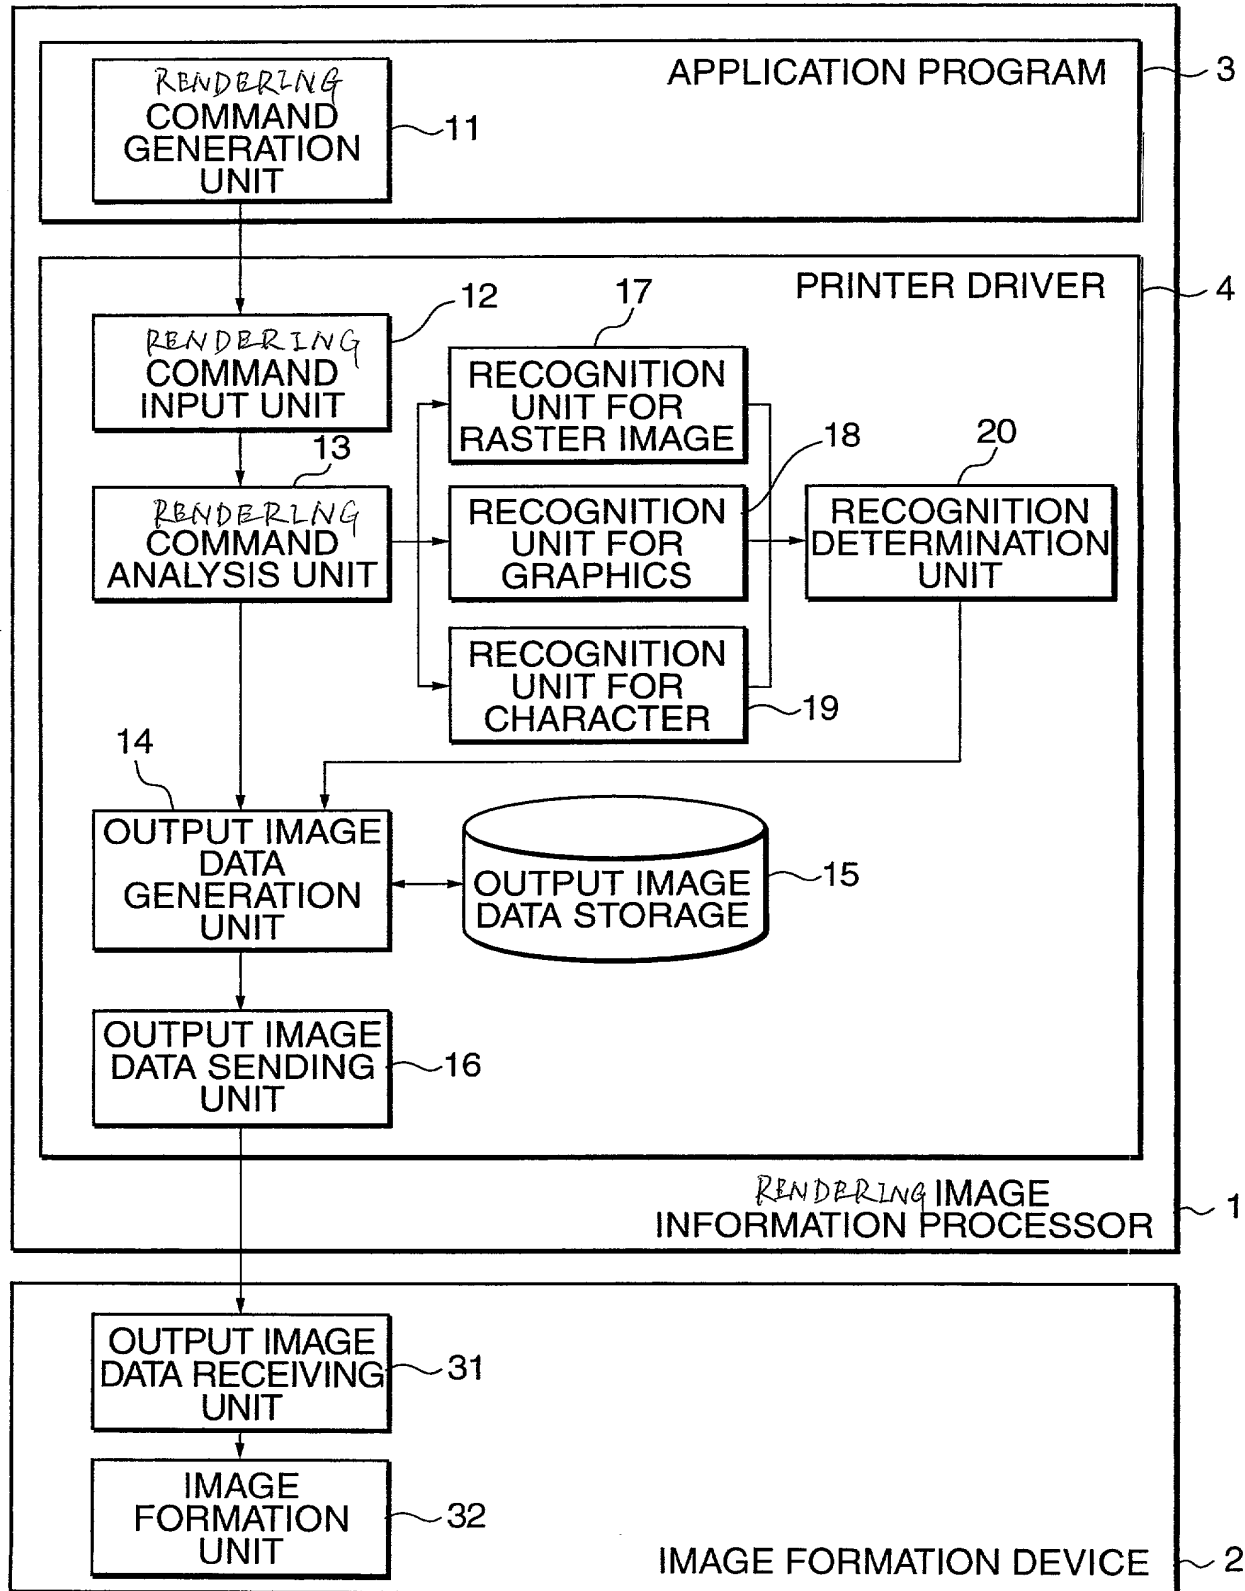 APPLICATION PROGRAM
3
RENDERING
COMMAND
GENERATION
UNIT
11
PRINTER DRIVER
4
12
RENDERING
COMMAND
INPUT UNIT
17
RECOGNITION
UNIT FOR
RASTER IMAGE
13
RENDERING
COMMAND
ANALYSIS UNIT
18
RECOGNITION
UNIT FOR
GRAPHICS
20
RECOGNITION
DETERMINATION
UNIT
RECOGNITION
UNIT FOR
CHARACTER
19
14
OUTPUT IMAGE
DATA
GENERATION
UNIT
OUTPUT IMAGE
DATA STORAGE
15
OUTPUT IMAGE
DATA SENDING
UNIT
16
RENDERING IMAGE
INFORMATION PROCESSOR
1
OUTPUT IMAGE
DATA RECEIVING
UNIT
31
IMAGE
FORMATION
UNIT
32
IMAGE FORMATION DEVICE
2